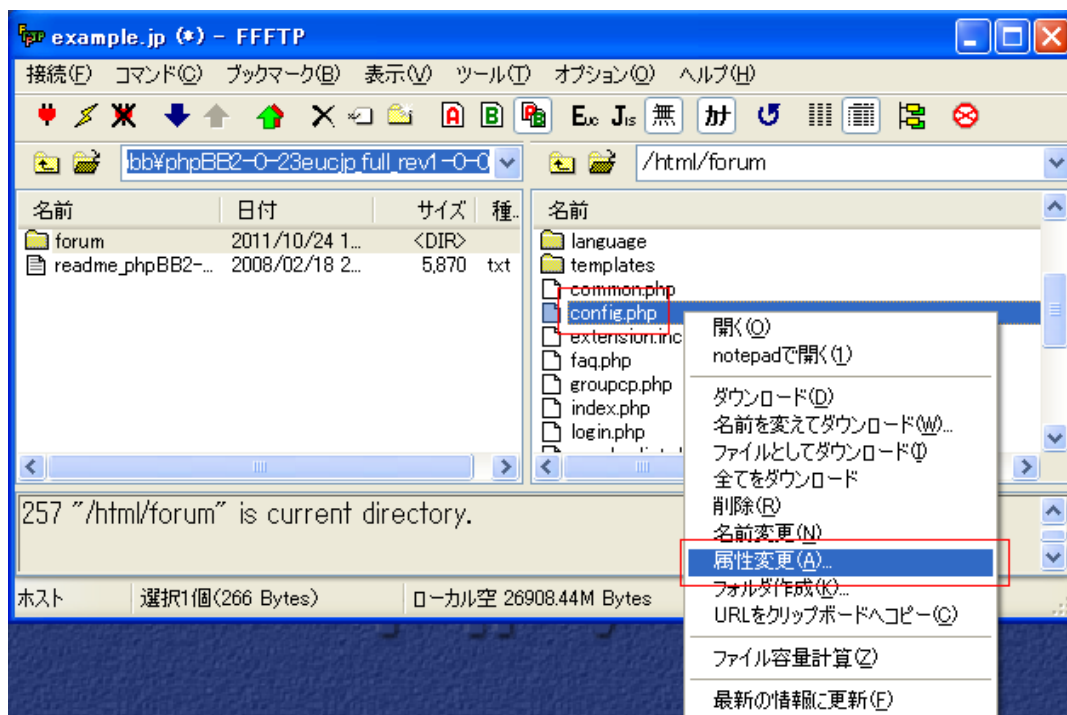 example.jp (*) - FFFTP
接続(F) コマンド(C) ブックマーク(B) 表示(V) ツール(T) オプション(O) ヘルプ(H)
A B Euc Jis 無 カナ
bb¥phpBB2-0-23eucjp_full_rev1-0-0
/html/forum
名前 日付 サイズ 種..
forum 2011/10/24 1... <DIR>
readme_phpBB2-... 2008/02/18 2... 5,870 txt
名前
language
templates
common.php
config.php
extension.inc
faq.php
groupcp.php
index.php
login.php
開く(O)
notepadで開く(1)
ダウンロード(D)
名前を変えてダウンロード(W)...
ファイルとしてダウンロード(I)
全てをダウンロード
削除(R)
名前変更(N)
属性変更(A)...
フォルダ作成(K)...
URLをクリップボードへコピー(C)
ファイル容量計算(Z)
最新の情報に更新(F)
257 "/html/forum" is current directory.
ホスト 選択1個(266 Bytes) ローカル空 26908.44M Bytes